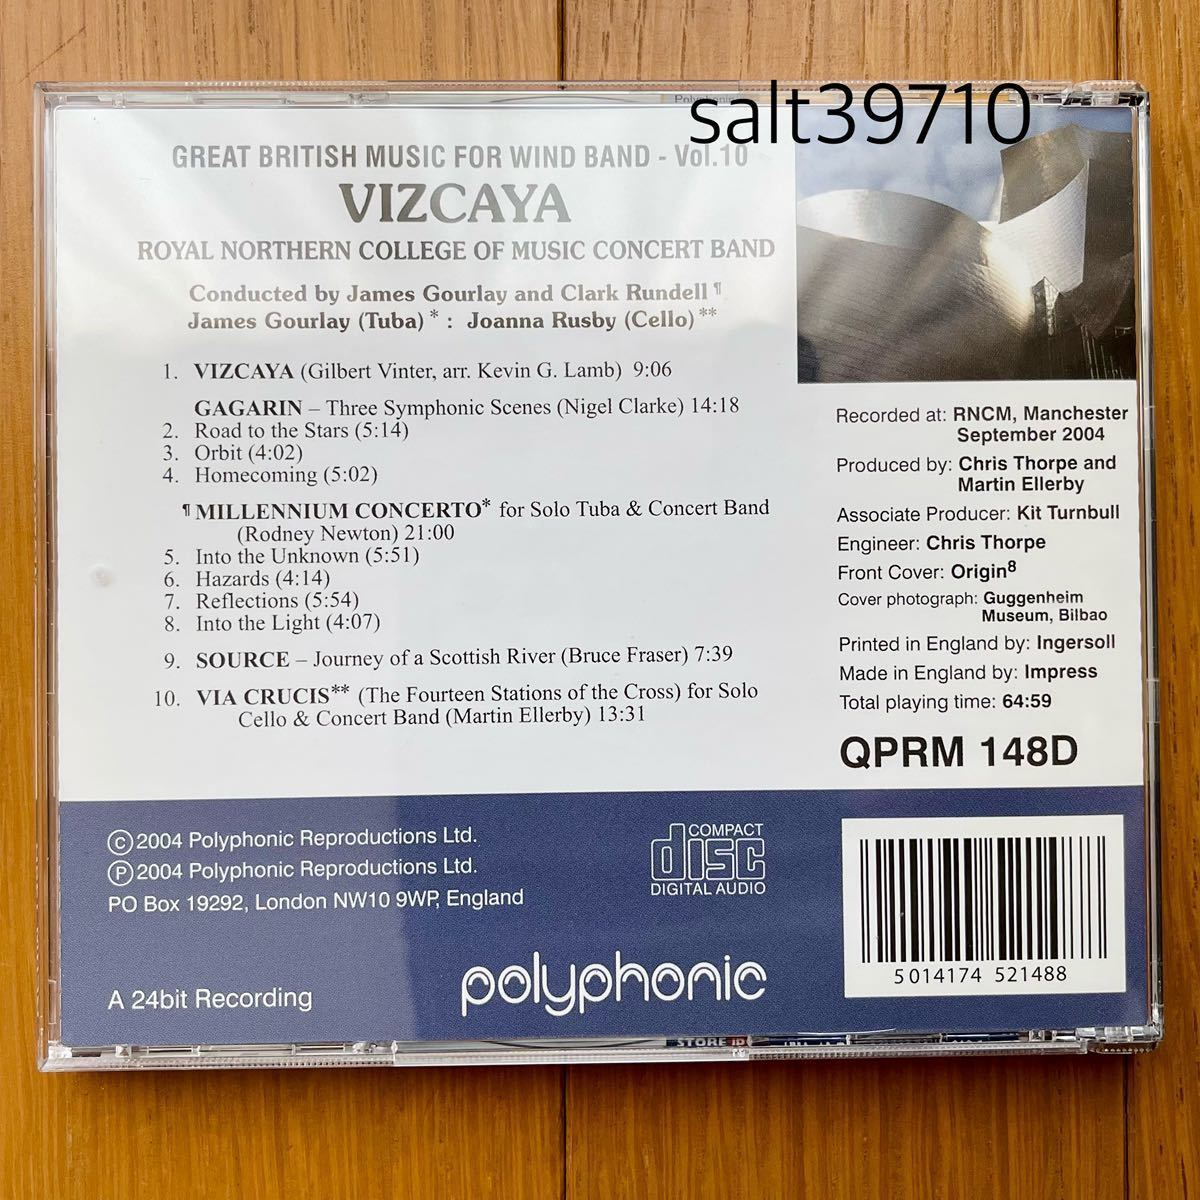 salt39710
GREAT BRITISH MUSIC FOR WIND BAND - Vol.10
VIZCAYA
ROYAL NORTHERN COLLEGE OF MUSIC CONCERT BAND
Conducted by James Gourlay and Clark Rundell ¶
James Gourlay (Tuba) * : Joanna Rusby (Cello) **
1. VIZCAYA (Gilbert Vinter, arr. Kevin G. Lamb) 9:06
GAGARIN – Three Symphonic Scenes (Nigel Clarke) 14:18
2. Road to the Stars (5:14)
3. Orbit (4:02)
4. Homecoming (5:02)
¶ MILLENNIUM CONCERTO* for Solo Tuba & Concert Band
(Rodney Newton) 21:00
5. Into the Unknown (5:51)
6. Hazards (4:14)
7. Reflections (5:54)
8. Into the Light (4:07)
9. SOURCE – Journey of a Scottish River (Bruce Fraser) 7:39
10. VIA CRUCIS** (The Fourteen Stations of the Cross) for Solo
Cello & Concert Band (Martin Ellerby) 13:31
Recorded at: RNCM, Manchester
September 2004
Produced by: Chris Thorpe and
Martin Ellerby
Associate Producer: Kit Turnbull
Engineer: Chris Thorpe
Front Cover: Origin8
Cover photograph: Guggenheim
Museum, Bilbao
Printed in England by: Ingersoll
Made in England by: Impress
Total playing time: 64:59
QPRM 148D
© 2004 Polyphonic Reproductions Ltd.
℗ 2004 Polyphonic Reproductions Ltd.
PO Box 19292, London NW10 9WP, England
A 24bit Recording
COMPACT
disc
DIGITAL AUDIO
polyphonic
5 014174 521488
STORE ID